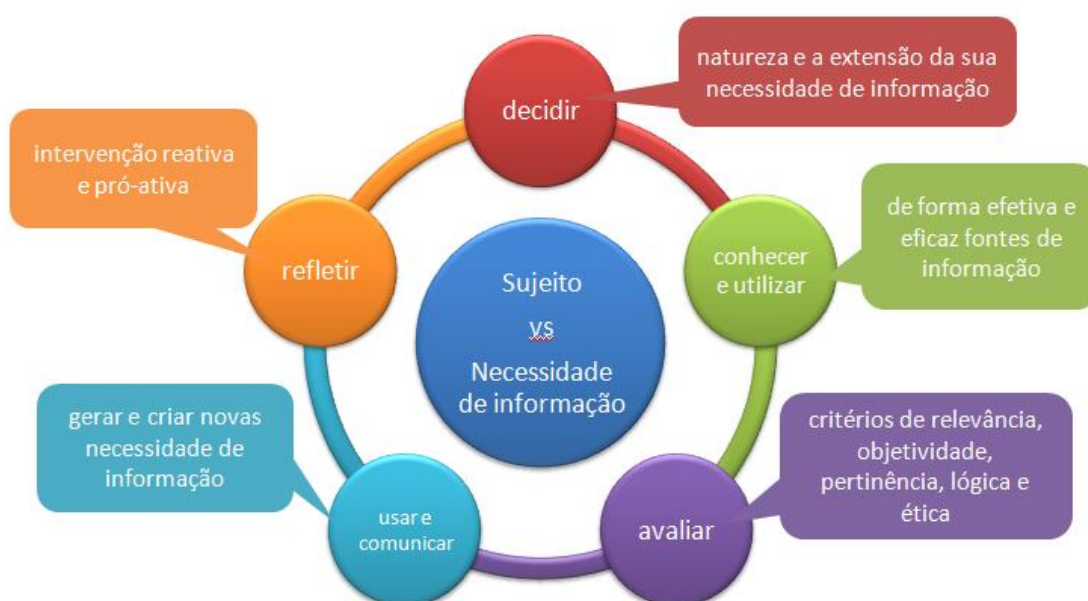 decidir
natureza e a extensão da sua
necessidade de informação
conhecer
e utilizar
de forma efetiva e
eficaz fontes de
informação
avaliar
critérios de relevância,
objetividade,
pertinência, lógica e
ética
usar e
comunicar
gerar e criar novas
necessidade de
informação
refletir
intervenção reativa
e pró-ativa
Sujeito
vs
Necessidade
de informação